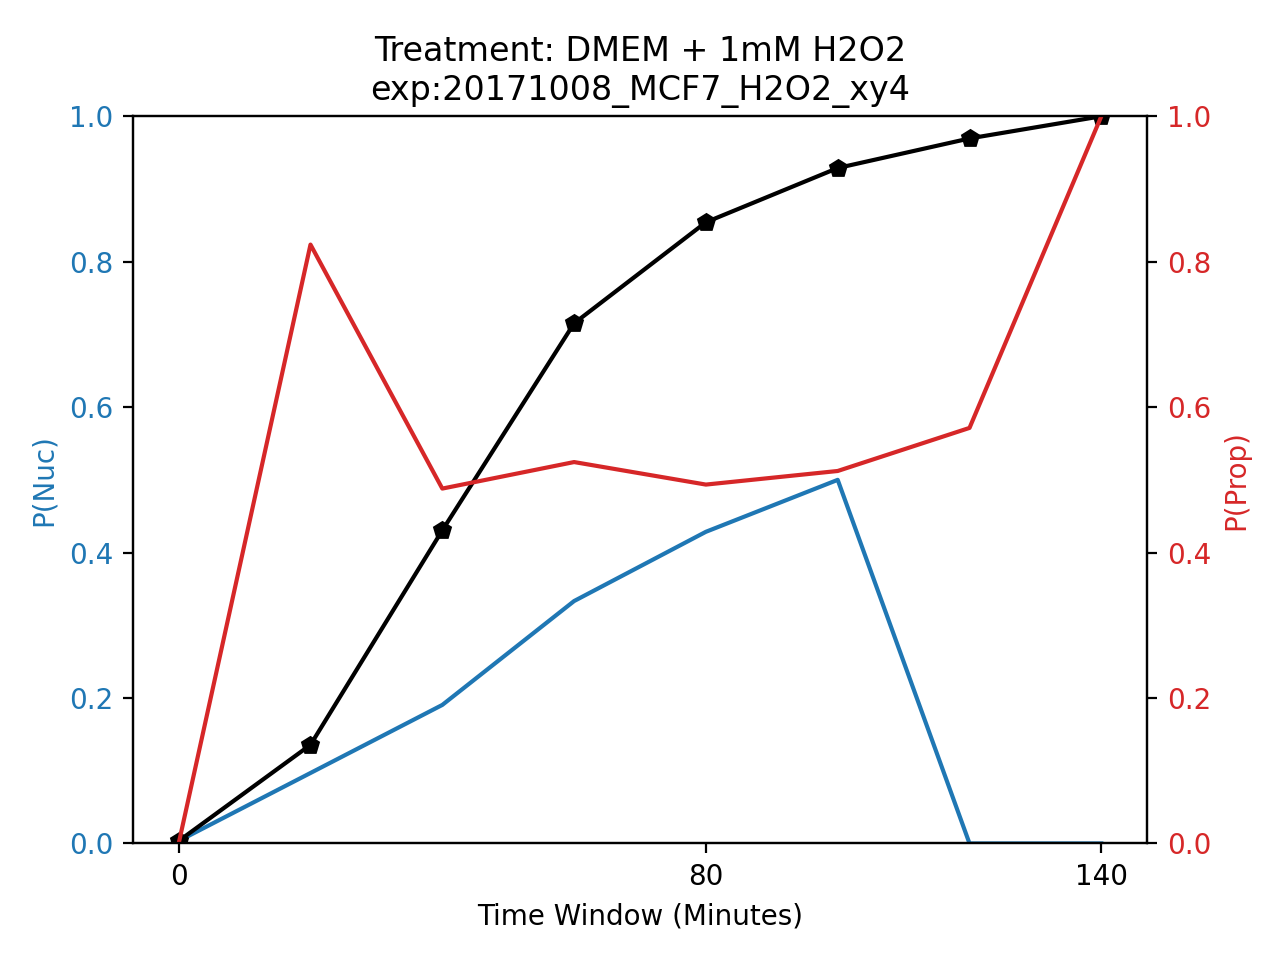 Treatment: DMEM + 1mM H2O2
exp:20171008_MCF7_H2O2_xy4
1.0
0.8
0.6
0.4
0.2
0.0
P(Nuc)
1.0
0.8
0.6
0.4
0.2
0.0
P(Prop)
0 80 140
Time Window (Minutes)